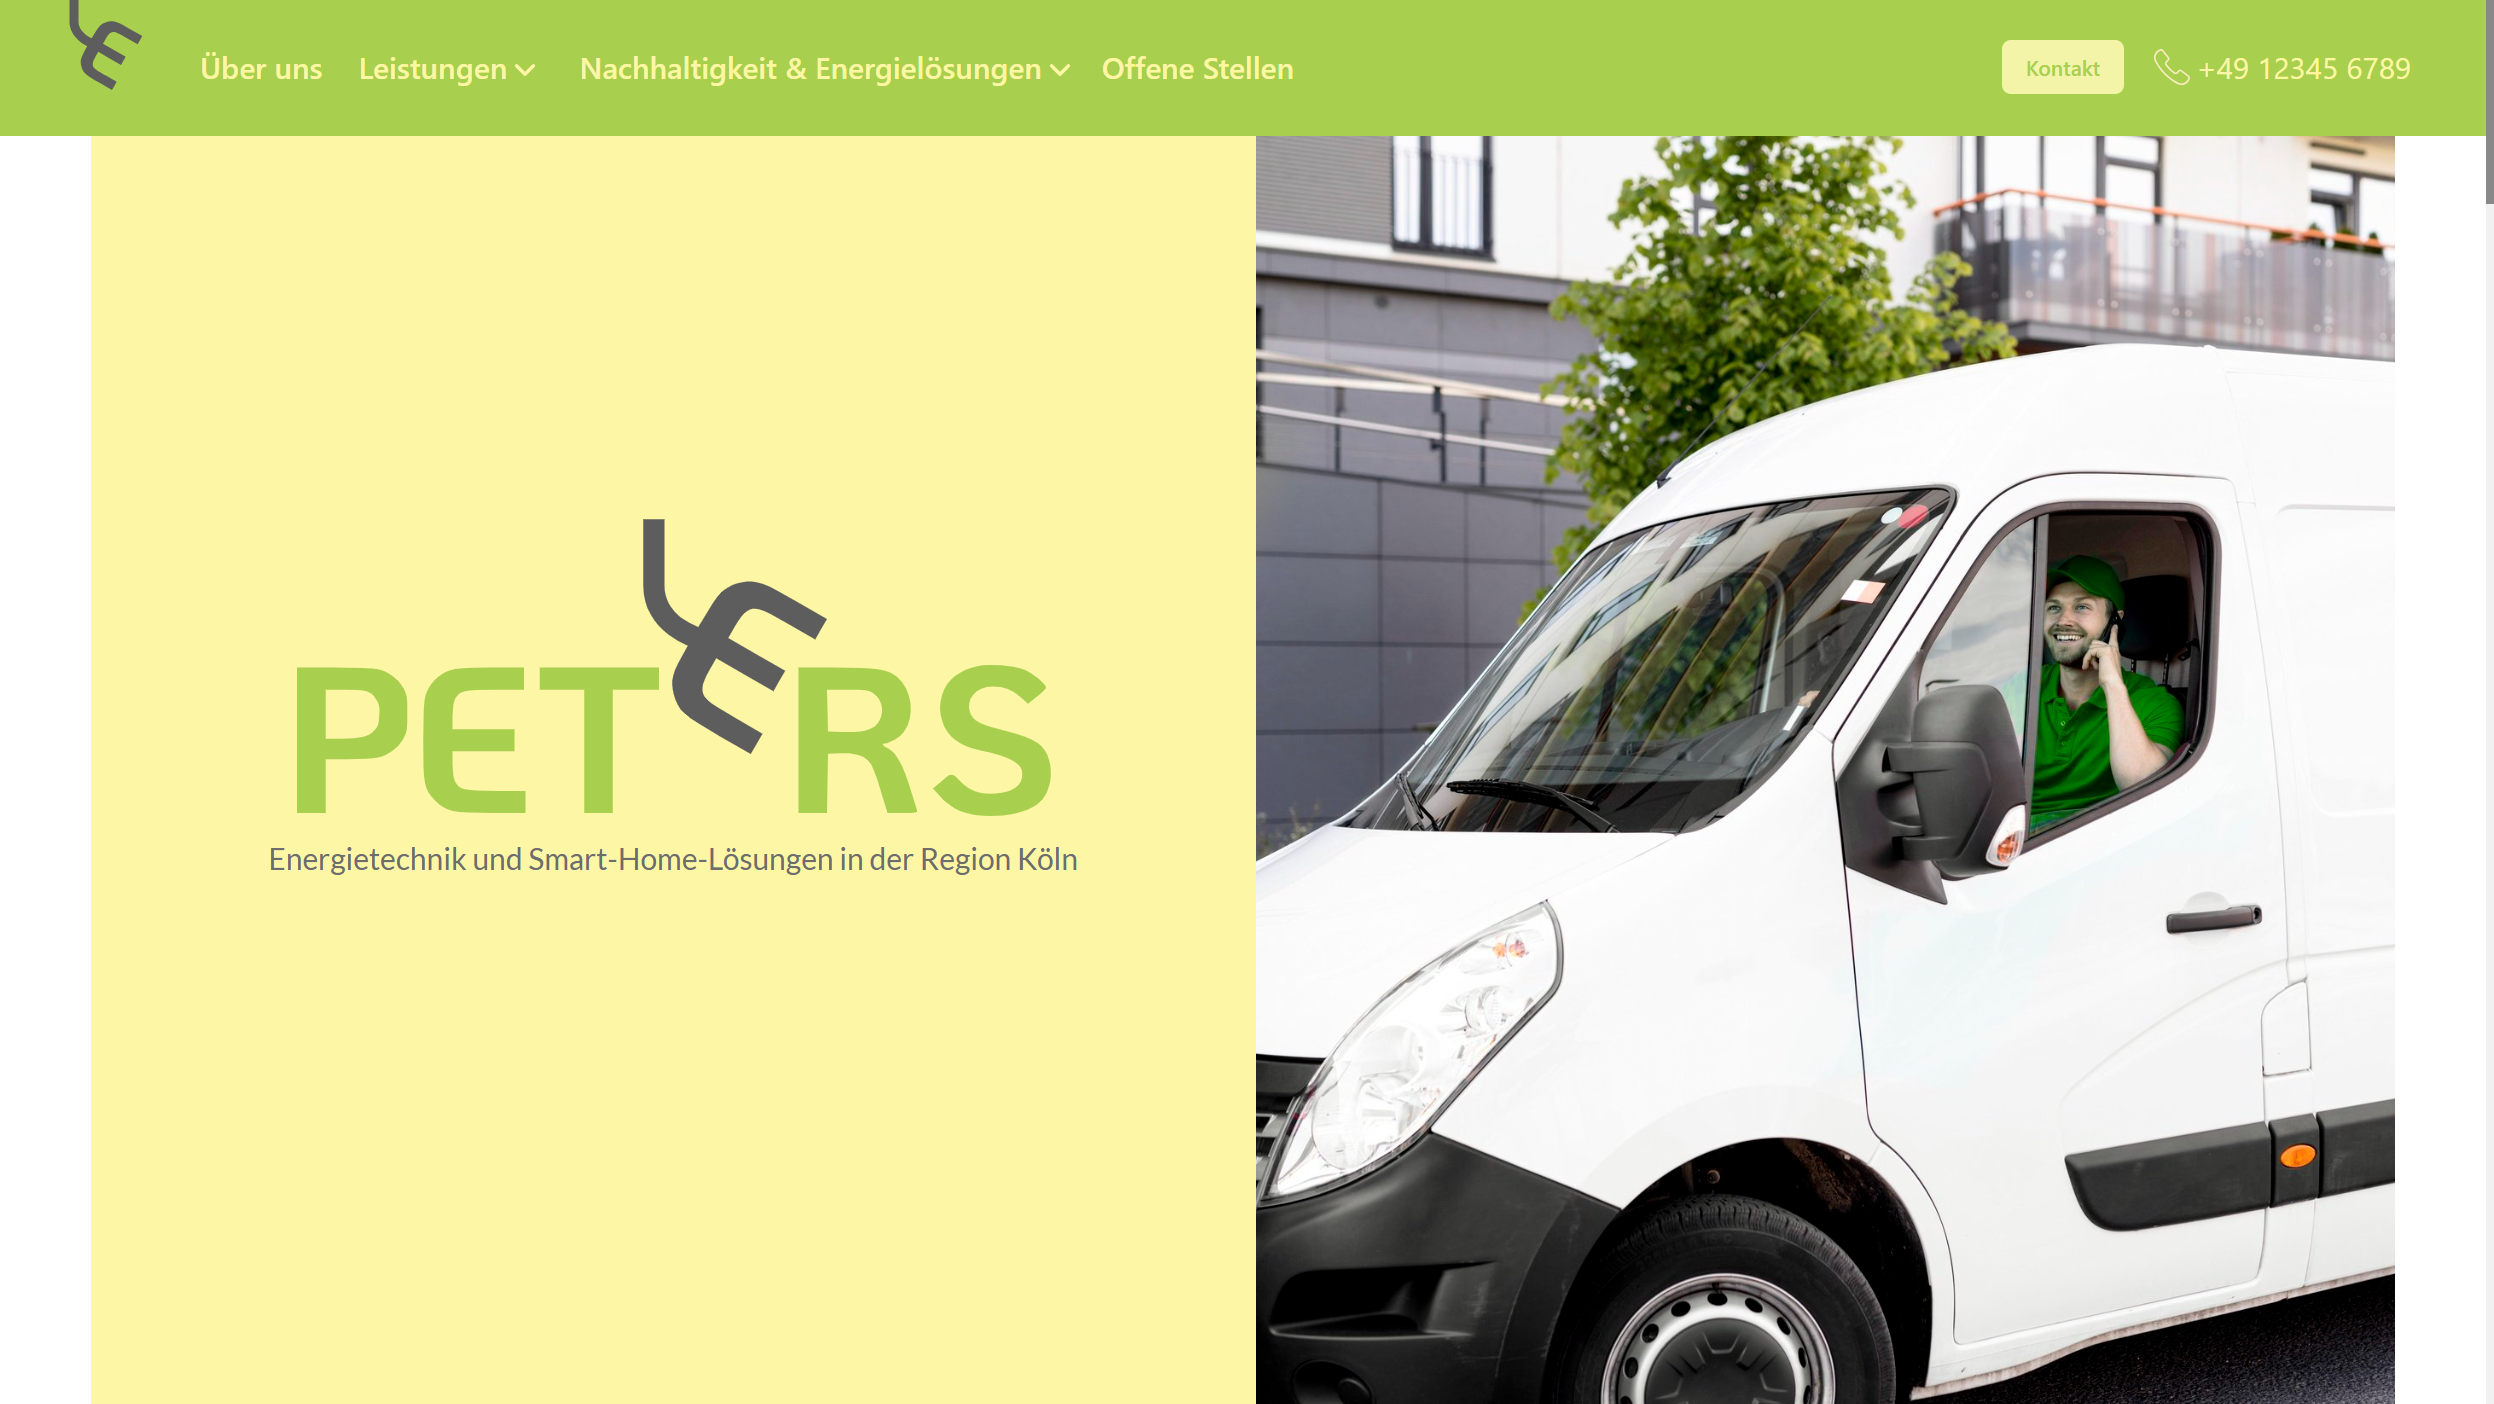 Über uns
Leistungen
Nachhaltigkeit & Energielösungen
Offene Stellen
Kontakt
+49 12345 6789
PETERS
Energietechnik und Smart-Home-Lösungen in der Region Köln